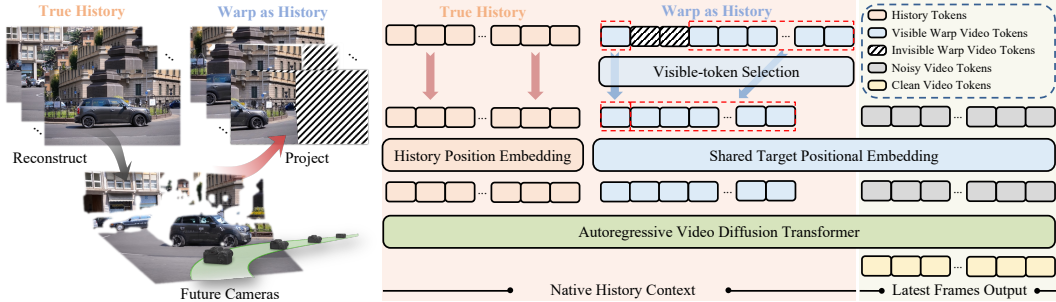 True History
Warp as History
Reconstruct
Project
Future Cameras
True History
Warp as History
...
...
Visible-token Selection
...
...
...
History Position Embedding
Shared Target Positional Embedding
...
...
...
Autoregressive Video Diffusion Transformer
...
Native History Context
Latest Frames Output
History Tokens
Visible Warp Video Tokens
Invisible Warp Video Tokens
Noisy Video Tokens
Clean Video Tokens